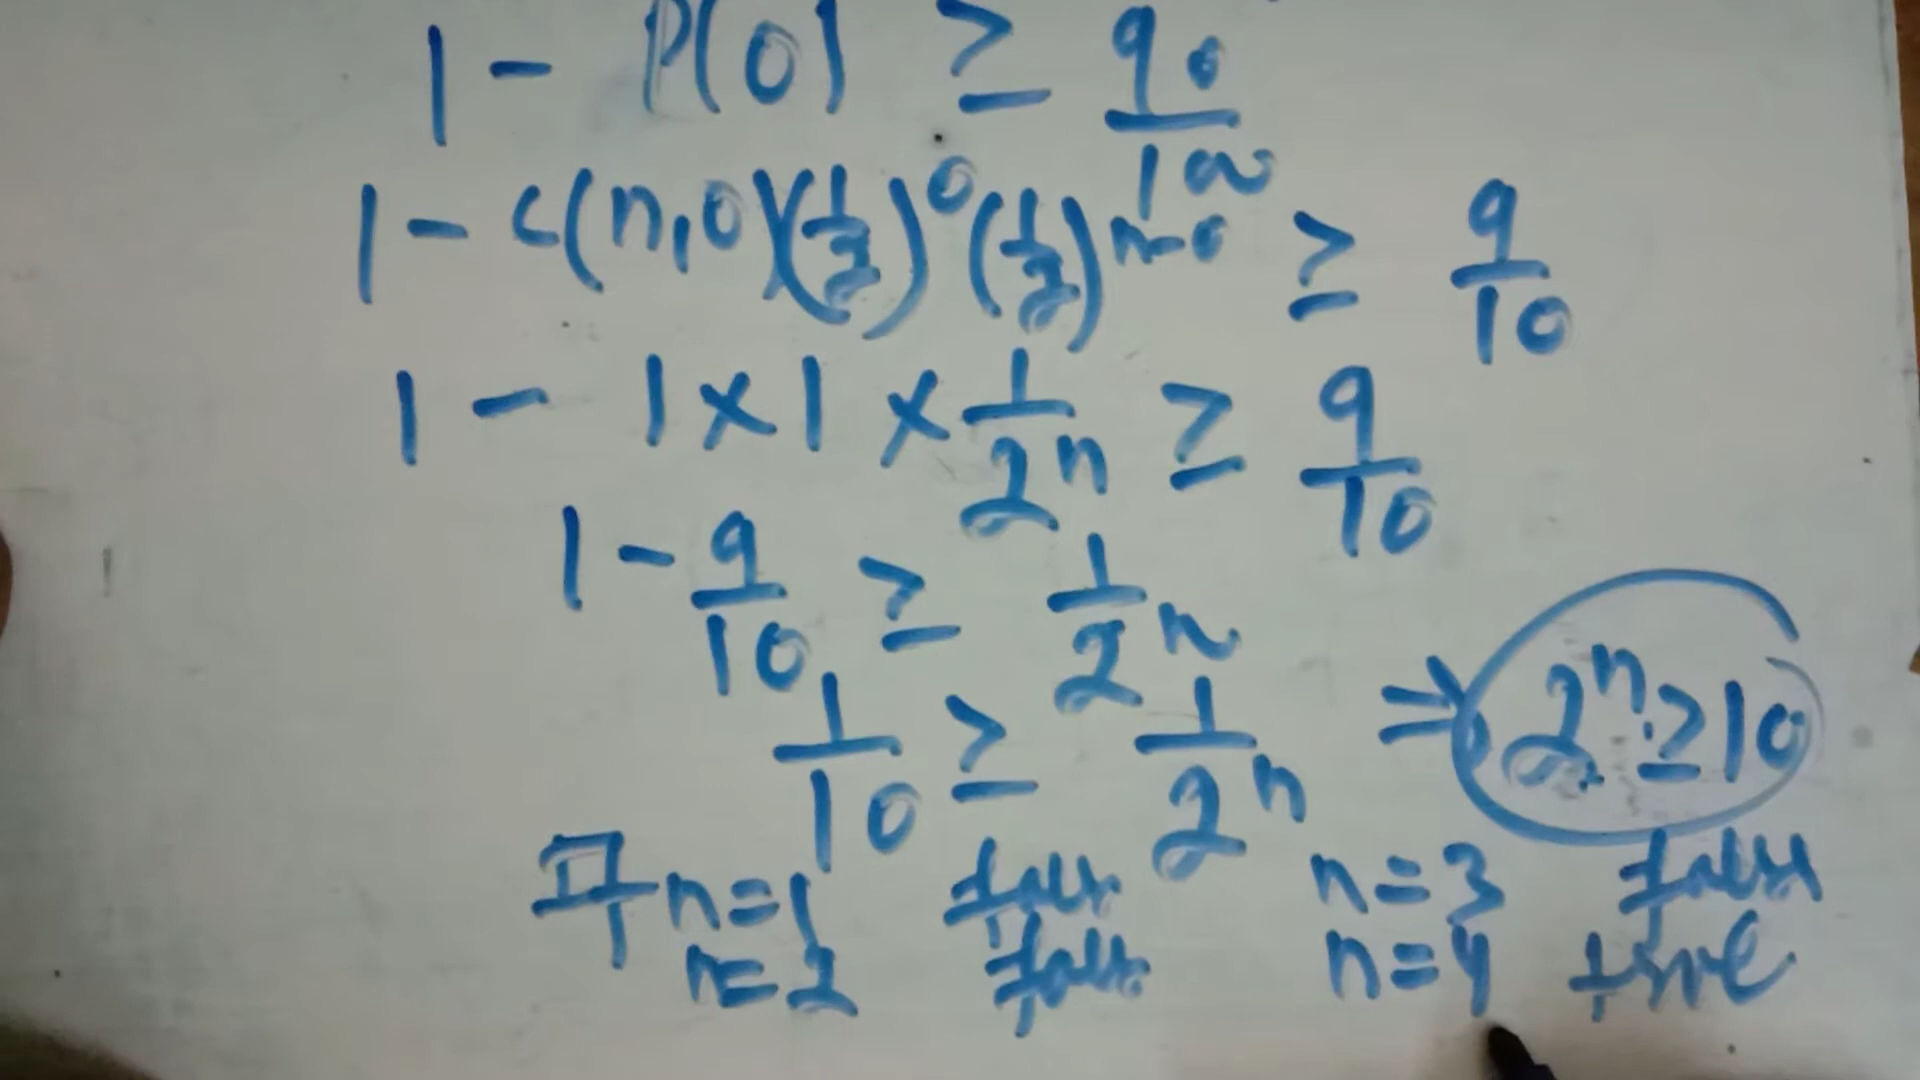 1 - P(0) ≥ 90/100
1 - C(n,0)(1/2)^0 (1/2)^(n-0) ≥ 9/10
1 - 1 × 1 × 1/2^n ≥ 9/10
1 - 9/10 ≥ 1/2^n
1/10 ≥ 1/2^n ⇒ 2^n ≥ 10
If n=1 false n=3 false
n=2 false n=4 true